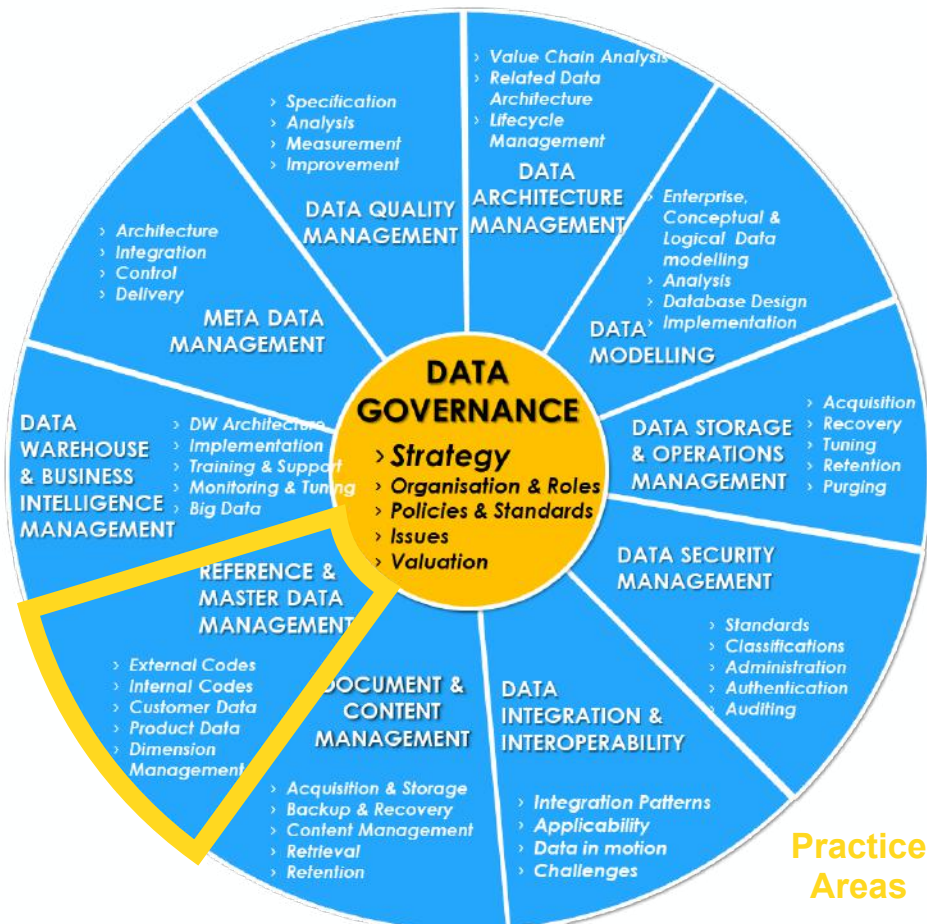 › Value Chain Analysis
› Related Data
Architecture
› Lifecycle
Management
DATA
ARCHITECTURE
MANAGEMENT
› Enterprise,
Conceptual &
Logical Data
modelling
› Analysis
› Database Design
› Implementation
DATA
MODELLING
› Acquisition
› Recovery
› Tuning
› Retention
› Purging
DATA STORAGE
& OPERATIONS
MANAGEMENT
DATA SECURITY
MANAGEMENT
› Standards
› Classifications
› Administration
› Authentication
› Auditing
DATA
INTEGRATION &
INTEROPERABILITY
› Integration Patterns
› Applicability
› Data in motion
› Challenges
DOCUMENT &
CONTENT
MANAGEMENT
› Acquisition & Storage
› Backup & Recovery
› Content Management
› Retrieval
› Retention
REFERENCE &
MASTER DATA
MANAGEMENT
› External Codes
› Internal Codes
› Customer Data
› Product Data
› Dimension
Management
DATA
WAREHOUSE
& BUSINESS
INTELLIGENCE
MANAGEMENT
› DW Architecture
› Implementation
› Training & Support
› Monitoring & Tuning
› Big Data
› Architecture
› Integration
› Control
› Delivery
META DATA
MANAGEMENT
› Specification
› Analysis
› Measurement
› Improvement
DATA QUALITY
MANAGEMENT
DATA
GOVERNANCE
› Strategy
› Organisation & Roles
› Policies & Standards
› Issues
› Valuation
Practice
Areas